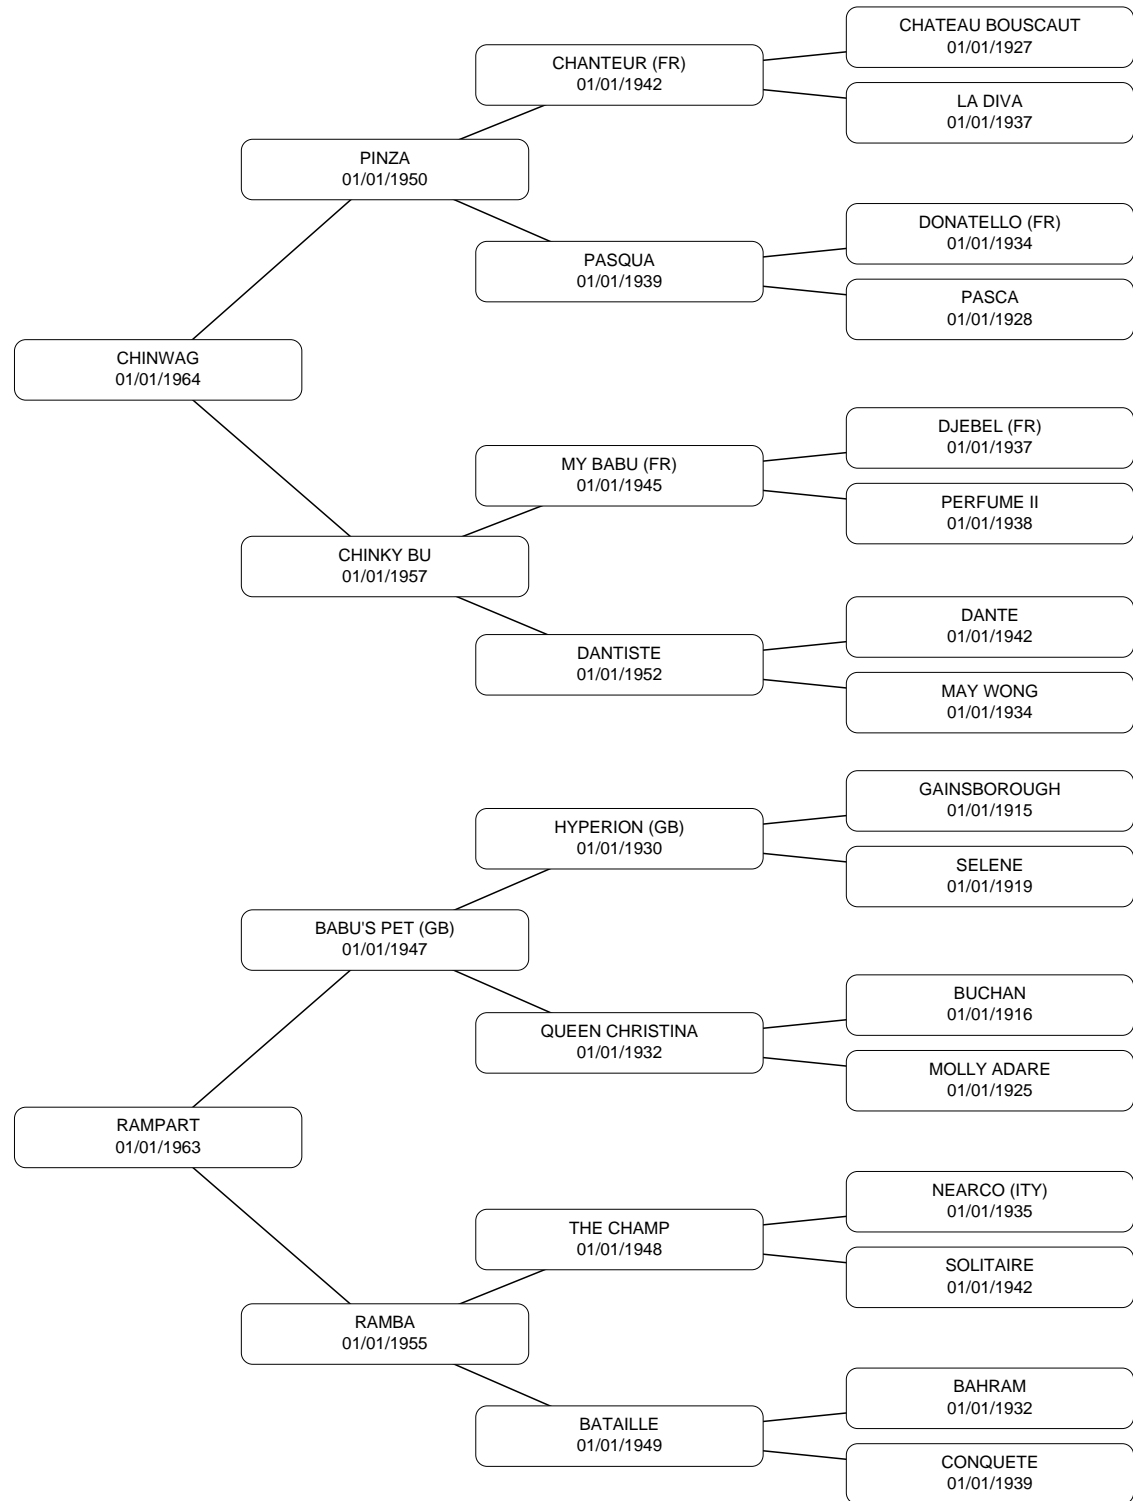 CHATEAU BOUSCAUT
01/01/1927
CHANTEUR (FR)
01/01/1942
LA DIVA
01/01/1937
PINZA
01/01/1950
DONATELLO (FR)
01/01/1934
PASQUA
01/01/1939
PASCA
01/01/1928
CHINWAG
01/01/1964
DJEBEL (FR)
01/01/1937
MY BABU (FR)
01/01/1945
PERFUME II
01/01/1938
CHINKY BU
01/01/1957
DANTE
01/01/1942
DANTISTE
01/01/1952
MAY WONG
01/01/1934
GAINSBOROUGH
01/01/1915
HYPERION (GB)
01/01/1930
SELENE
01/01/1919
BABU'S PET (GB)
01/01/1947
BUCHAN
01/01/1916
QUEEN CHRISTINA
01/01/1932
MOLLY ADARE
01/01/1925
RAMPART
01/01/1963
NEARCO (ITY)
01/01/1935
THE CHAMP
01/01/1948
SOLITAIRE
01/01/1942
RAMBA
01/01/1955
BAHRAM
01/01/1932
BATAILLE
01/01/1949
CONQUETE
01/01/1939